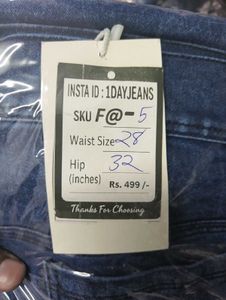 INSTA ID : 1DAYJEANS
SKU F@-5
Waist Size 28
Hip 32
(inches) Rs. 499 /-
Thanks For Choosing